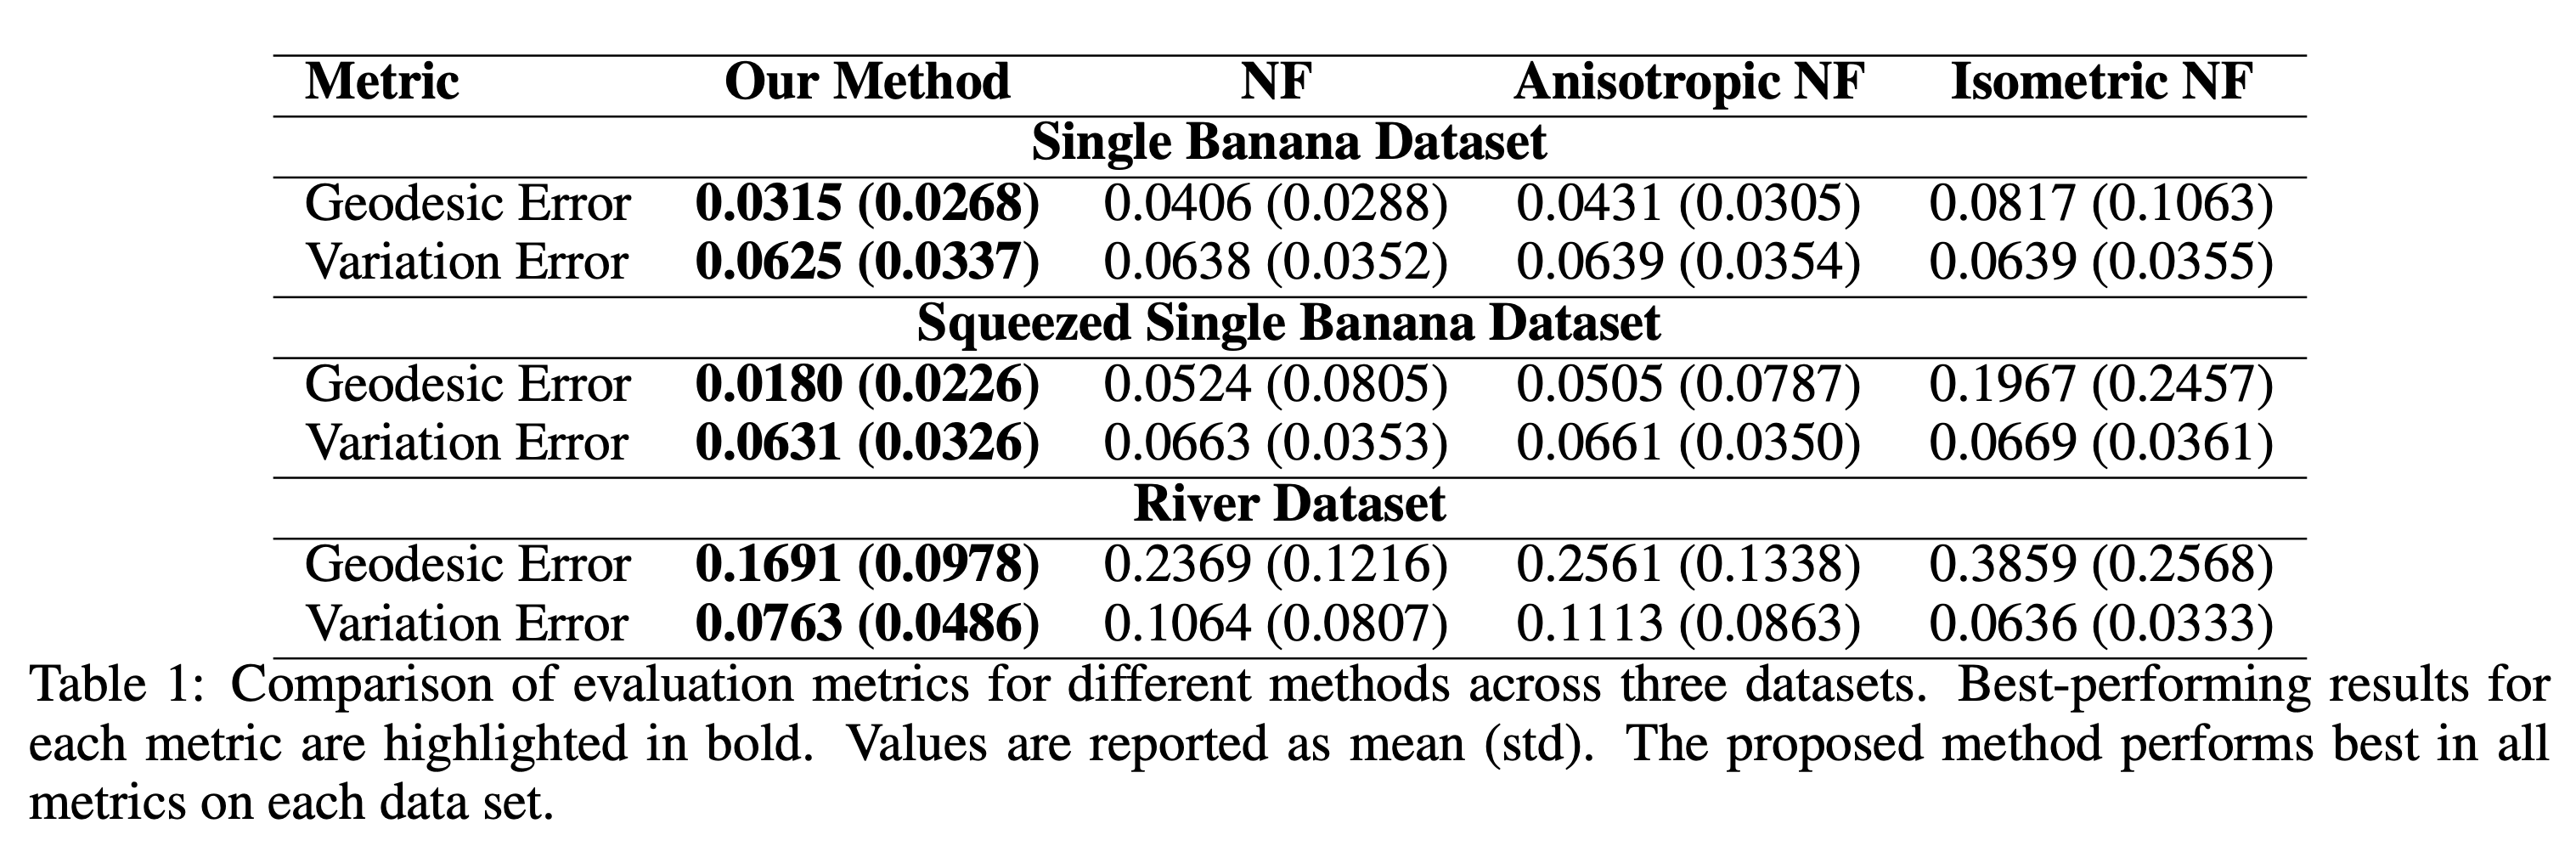 Metric Our Method NF Anisotropic NF Isometric NF
Single Banana Dataset
Geodesic Error 0.0315 (0.0268) 0.0406 (0.0288) 0.0431 (0.0305) 0.0817 (0.1063)
Variation Error 0.0625 (0.0337) 0.0638 (0.0352) 0.0639 (0.0354) 0.0639 (0.0355)
Squeezed Single Banana Dataset
Geodesic Error 0.0180 (0.0226) 0.0524 (0.0805) 0.0505 (0.0787) 0.1967 (0.2457)
Variation Error 0.0631 (0.0326) 0.0663 (0.0353) 0.0661 (0.0350) 0.0669 (0.0361)
River Dataset
Geodesic Error 0.1691 (0.0978) 0.2369 (0.1216) 0.2561 (0.1338) 0.3859 (0.2568)
Variation Error 0.0763 (0.0486) 0.1064 (0.0807) 0.1113 (0.0863) 0.0636 (0.0333)
Table 1: Comparison of evaluation metrics for different methods across three datasets. Best-performing results for
each metric are highlighted in bold. Values are reported as mean (std). The proposed method performs best in all
metrics on each data set.